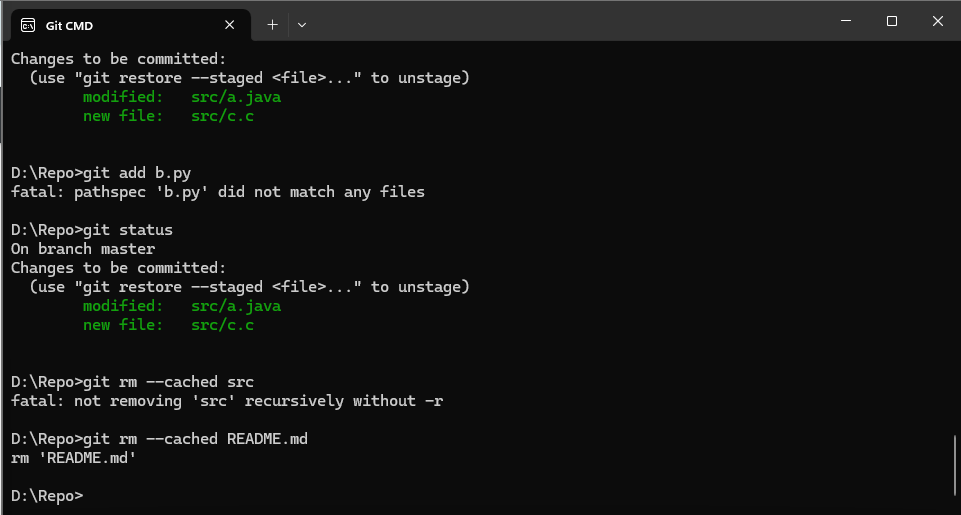 Git CMD
Changes to be committed:
  (use "git restore --staged <file>..." to unstage)
        modified:   src/a.java
        new file:   src/c.c
D:\Repo>git add b.py
fatal: pathspec 'b.py' did not match any files
D:\Repo>git status
On branch master
Changes to be committed:
  (use "git restore --staged <file>..." to unstage)
        modified:   src/a.java
        new file:   src/c.c
D:\Repo>git rm --cached src
fatal: not removing 'src' recursively without -r
D:\Repo>git rm --cached README.md
rm 'README.md'
D:\Repo>